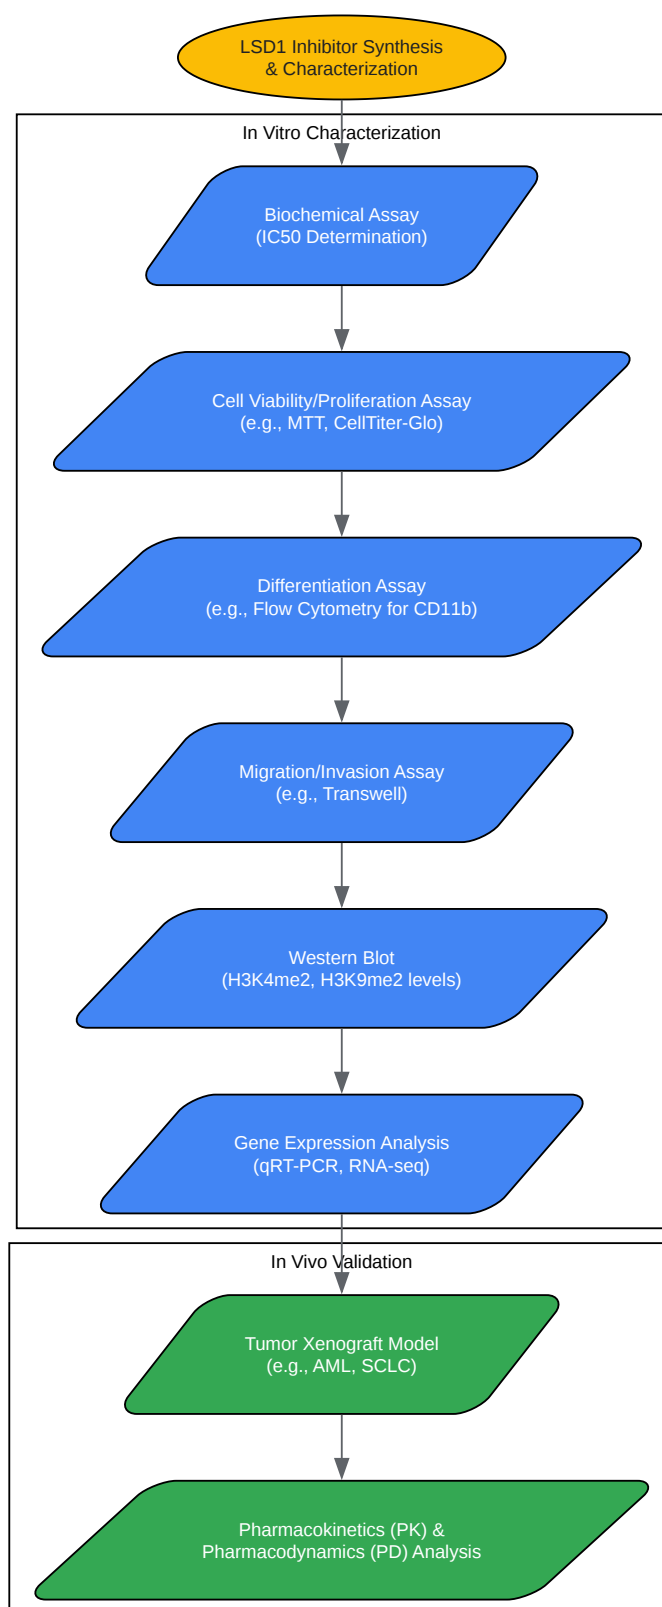 LSD1 Inhibitor Synthesis
& Characterization
In Vitro Characterization
Biochemical Assay
(IC50 Determination)
Cell Viability/Proliferation Assay
(e.g., MTT, CellTiter-Glo)
Differentiation Assay
(e.g., Flow Cytometry for CD11b)
Migration/Invasion Assay
(e.g., Transwell)
Western Blot
(H3K4me2, H3K9me2 levels)
Gene Expression Analysis
(qRT-PCR, RNA-seq)
In Vivo Validation
Tumor Xenograft Model
(e.g., AML, SCLC)
Pharmacokinetics (PK) &
Pharmacodynamics (PD) Analysis